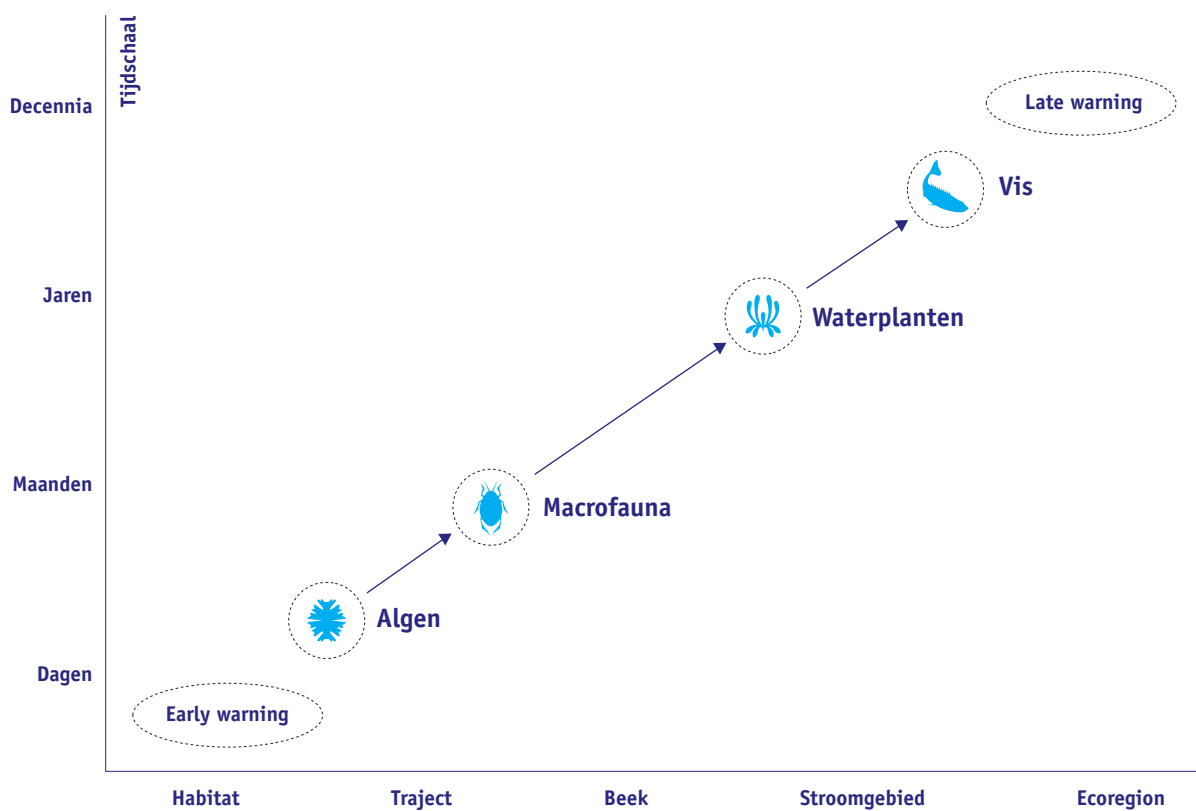 Tijdschaal
Decennia
Late warning
Vis
Jaren
Waterplanten
Maanden
Macrofauna
Algen
Dagen
Early warning
Habitat
Traject
Beek
Stroomgebied
Ecoregion